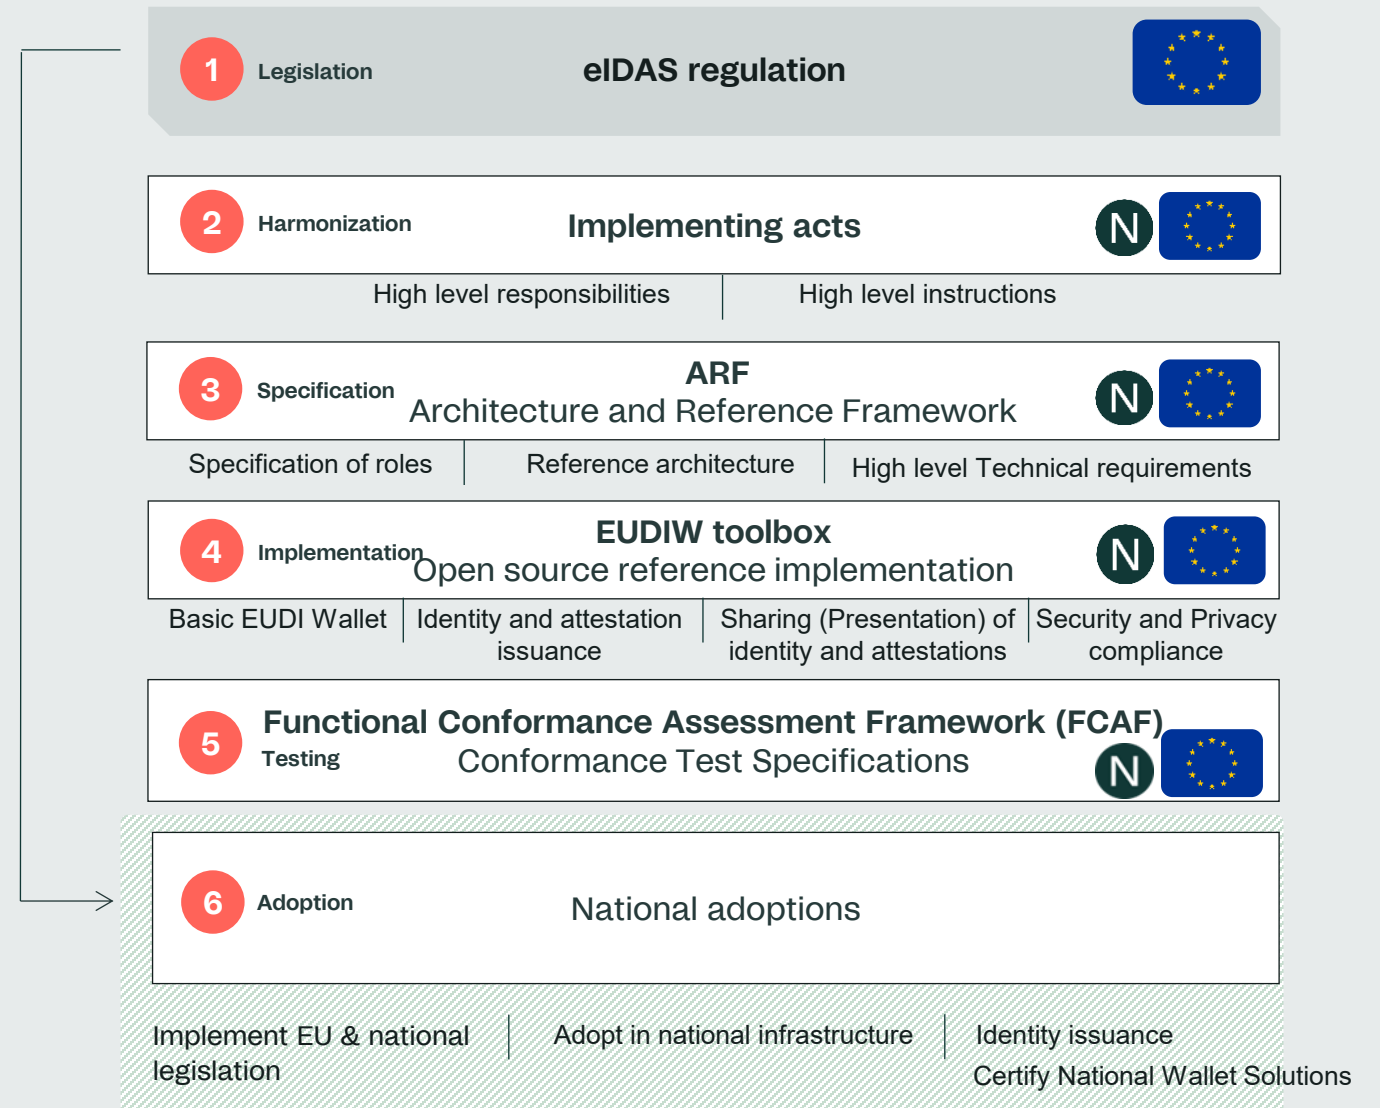 1
Legislation
eIDAS regulation
2
Harmonization
Implementing acts
N
High level responsibilities
High level instructions
3
Specification
ARF
Architecture and Reference Framework
N
Specification of roles
Reference architecture
High level Technical requirements
4
Implementation
EUDIW toolbox
Open source reference implementation
N
Basic EUDI Wallet
Identity and attestation
issuance
Sharing (Presentation) of
identity and attestations
Security and Privacy
compliance
5
Functional Conformance Assessment Framework (FCAF)
Testing
Conformance Test Specifications
N
6
Adoption
National adoptions
Implement EU & national
legislation
Adopt in national infrastructure
Identity issuance
Certify National Wallet Solutions